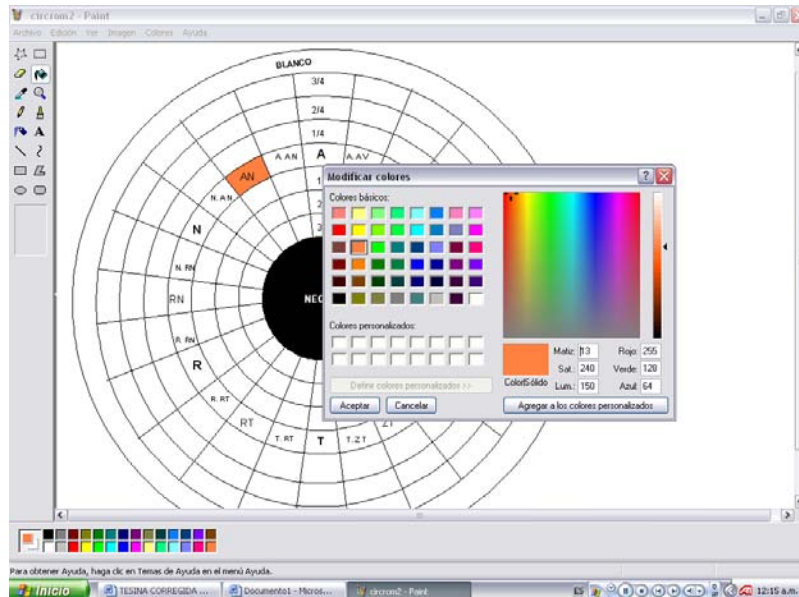 circrom2 - Paint
Archivo Edición Ver Imagen Colores Ayuda
BLANCO
3/4
2/4
1/4
A. AN
A
A. AV
AN
N. AN
N
N. RN
RN
NEG
R. RN
R
R. RT
RT
T. RT
T
T. Z T
ZT
Modificar colores
Colores básicos:
Colores personalizados:
Definir colores personalizados >>
Aceptar Cancelar
Color|Sólido
Matiz: 13 Rojo: 255
Sat.: 240 Verde: 128
Lum.: 150 Azul: 64
Agregar a los colores personalizados
Para obtener Ayuda, haga clic en Temas de Ayuda en el menú Ayuda.
Inicio TESINA CORREGIDA ... Documento1 - Micros... circrom2 - Paint ES 12:15 a.m.